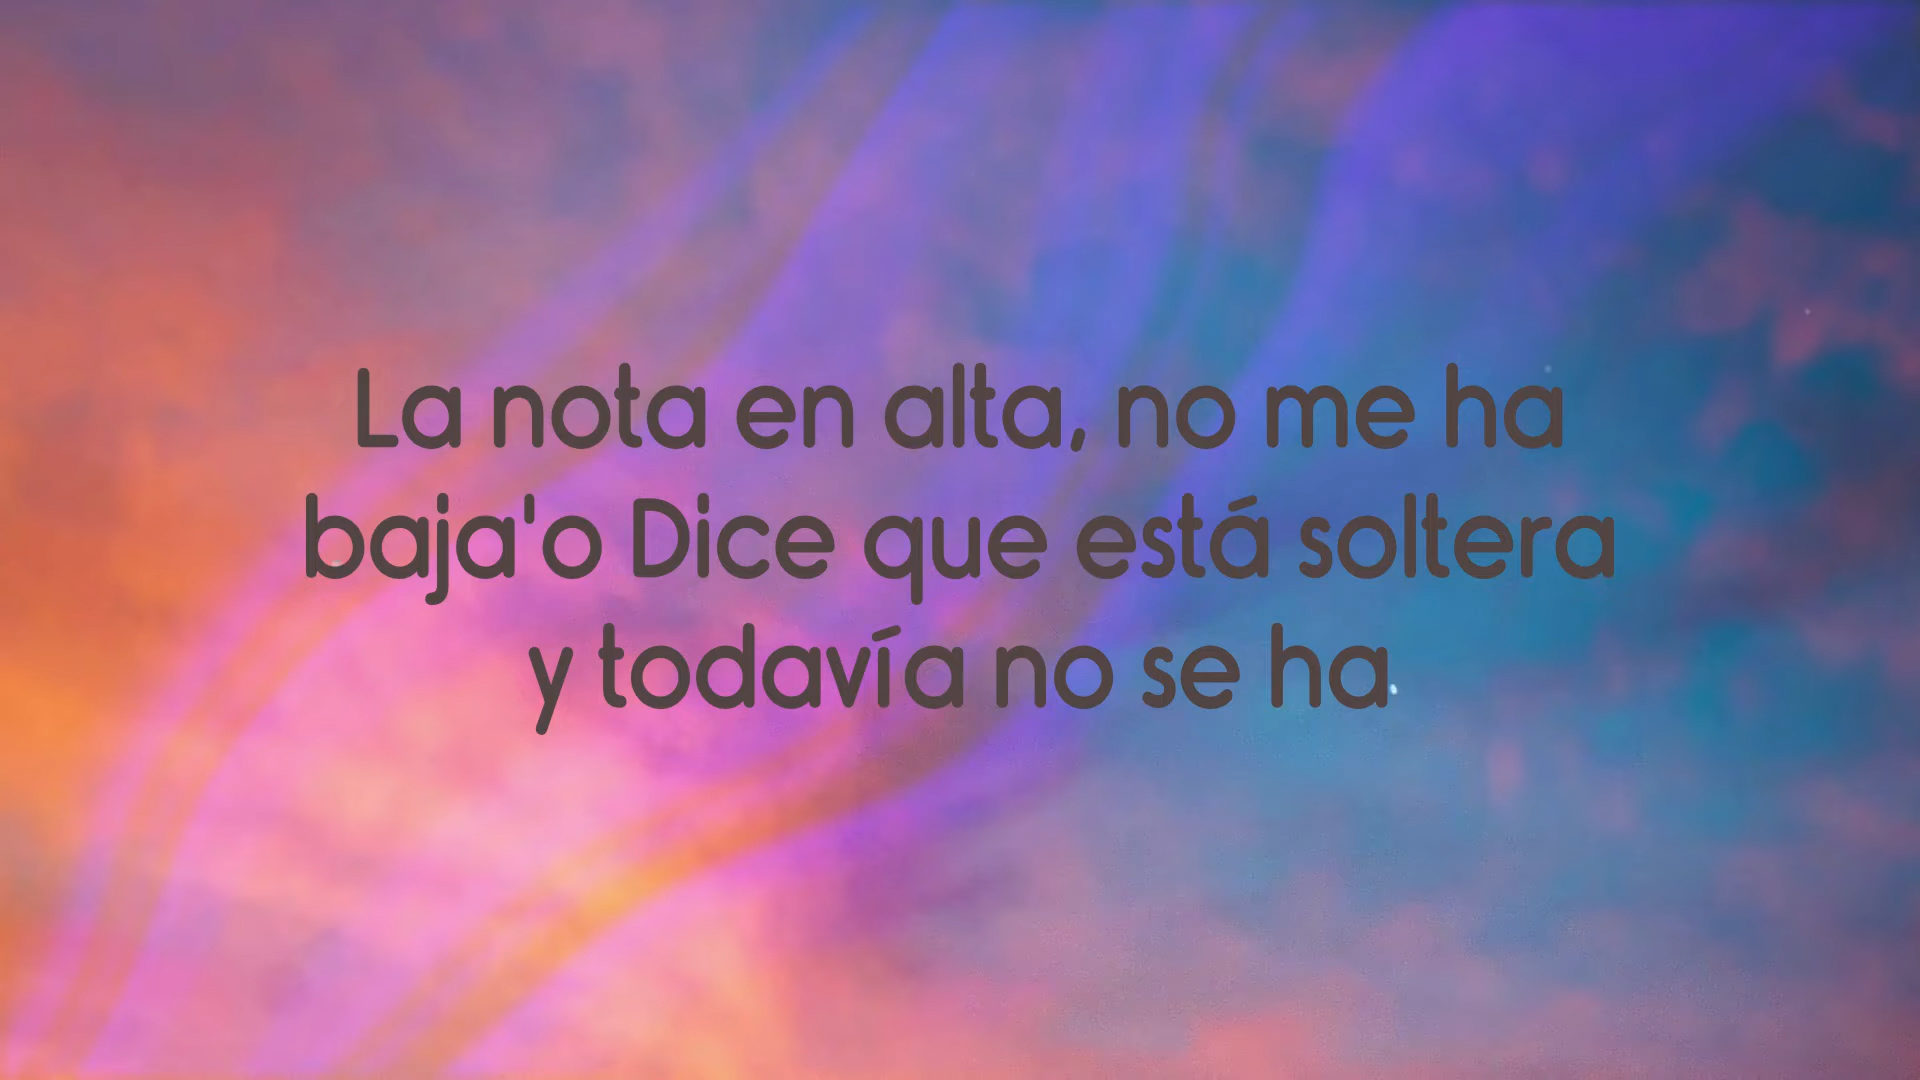 La nota en alta, no me ha
baja'o Dice que está soltera
y todavía no se ha